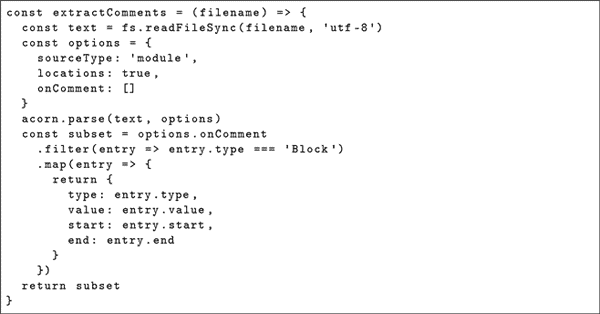 const extractComments = (filename) => {
  const text = fs.readFileSync(filename, 'utf-8')
  const options = {
    sourceType: 'module',
    locations: true,
    onComment: []
  }
  acorn.parse(text, options)
  const subset = options.onComment
    .filter(entry => entry.type === 'Block')
    .map(entry => {
      return {
        type: entry.type,
        value: entry.value,
        start: entry.start,
        end: entry.end
      }
    })
  return subset
}